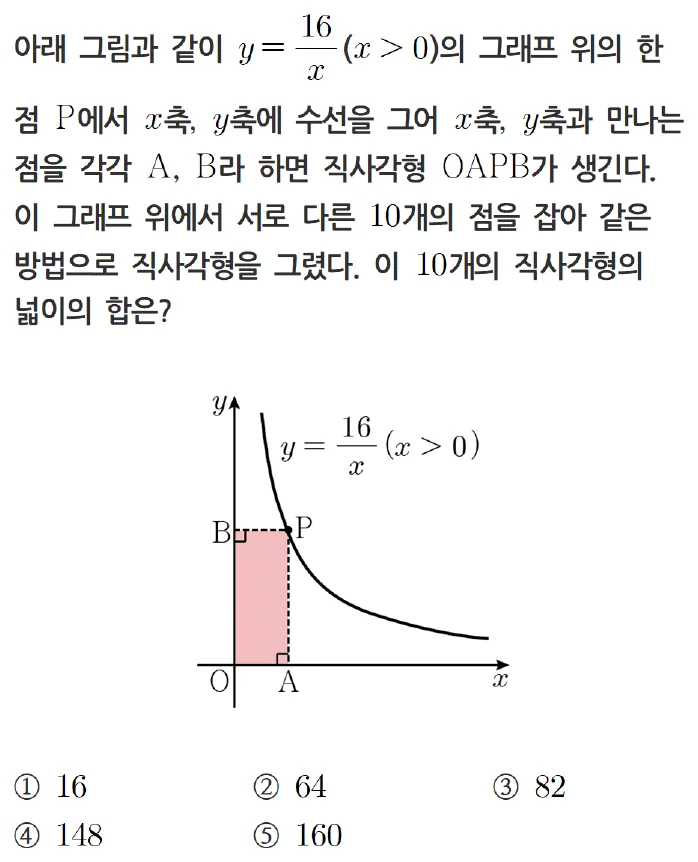 아래 그림과 같이 y = 16/x (x > 0)의 그래프 위의 한
점 P에서 x축, y축에 수선을 그어 x축, y축과 만나는
점을 각각 A, B라 하면 직사각형 OAPB가 생긴다.
이 그래프 위에서 서로 다른 10개의 점을 잡아 같은
방법으로 직사각형을 그렸다. 이 10개의 직사각형의
넓이의 합은?
y
y = 16/x (x > 0)
B P
O A x
① 16 ② 64 ③ 82
④ 148 ⑤ 160